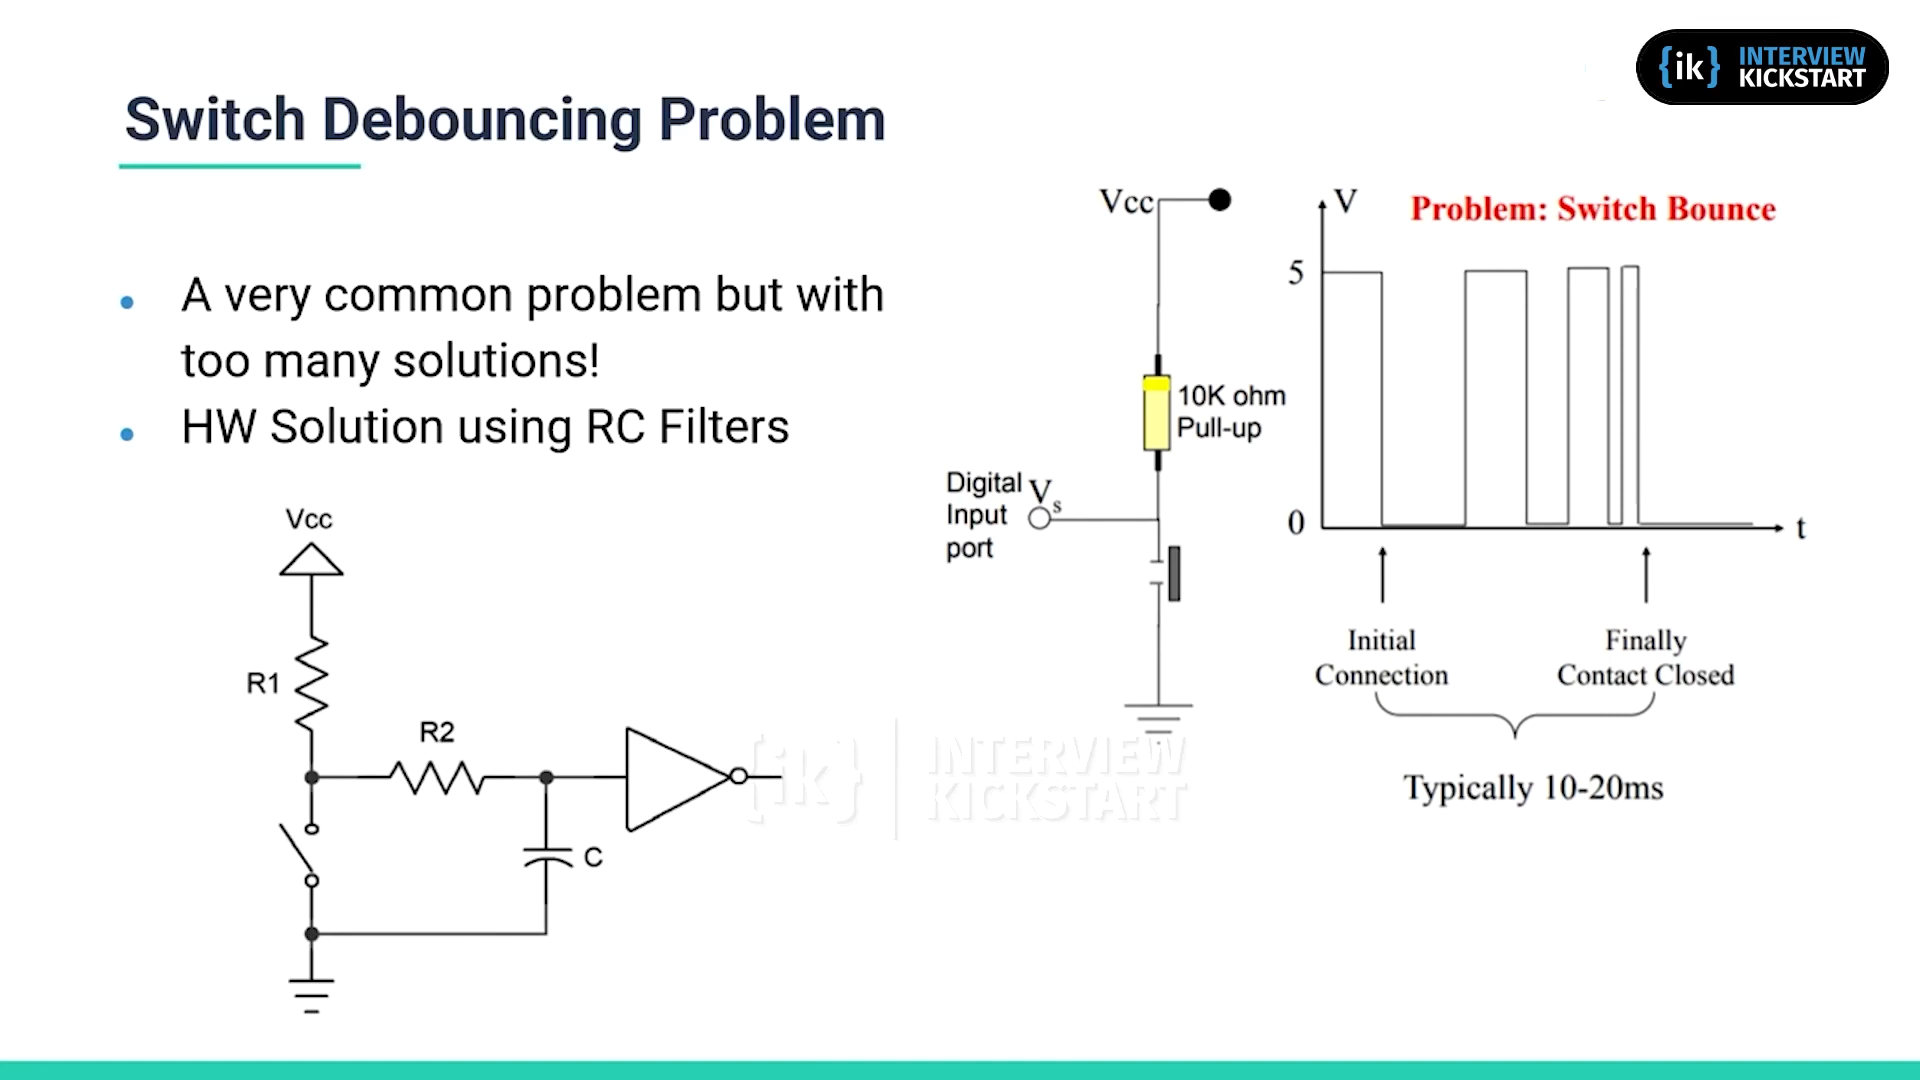 {ik} INTERVIEW
KICKSTART
Switch Debouncing Problem
• A very common problem but with
too many solutions!
• HW Solution using RC Filters
Vcc
R1
R2
C
Vcc
10K ohm
Pull-up
Digital
Input
port
Vs
V
Problem: Switch Bounce
5
0
t
Initial
Connection
Finally
Contact Closed
Typically 10-20ms
{ik} INTERVIEW
KICKSTART